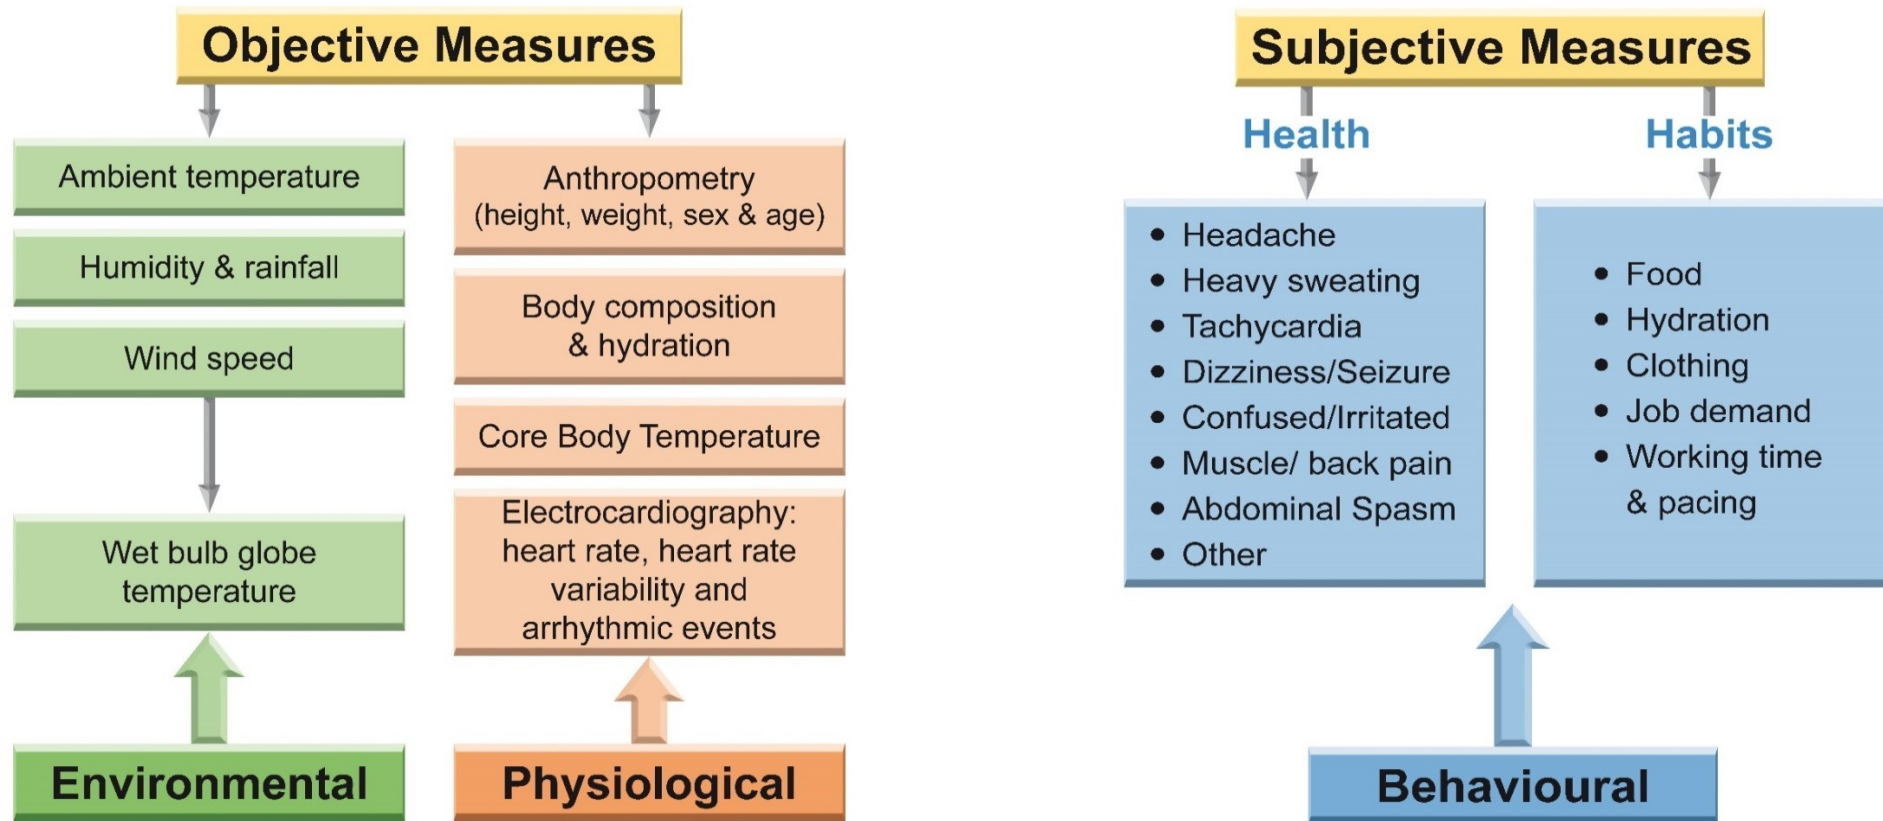 Objective Measures
Ambient temperature
Humidity & rainfall
Wind speed
Wet bulb globe
temperature
Environmental
Anthropometry
(height, weight, sex & age)
Body composition
& hydration
Core Body Temperature
Electrocardiography:
heart rate, heart rate
variability and
arrhythmic events
Physiological
Subjective Measures
Health
• Headache
• Heavy sweating
• Tachycardia
• Dizziness/Seizure
• Confused/Irritated
• Muscle/ back pain
• Abdominal Spasm
• Other
Habits
• Food
• Hydration
• Clothing
• Job demand
• Working time
& pacing
Behavioural